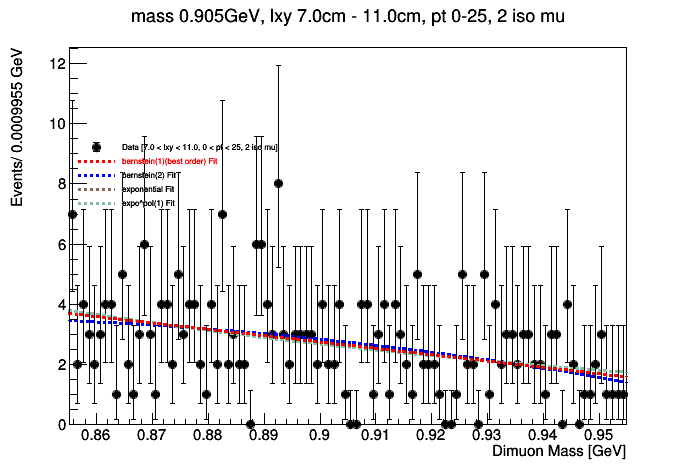 mass 0.905GeV, lxy 7.0cm - 11.0cm, pt 0-25, 2 iso mu
Events/ 0.0009955 GeV
12
10
8
6
4
2
0
Data [7.0 < lxy < 11.0, 0 < pt < 25, 2 iso mu]
bernstein(1)(best order) Fit
bernstein(2) Fit
exponential Fit
expo*pol(1) Fit
0.86 0.87 0.88 0.89 0.9 0.91 0.92 0.93 0.94 0.95
Dimuon Mass [GeV]